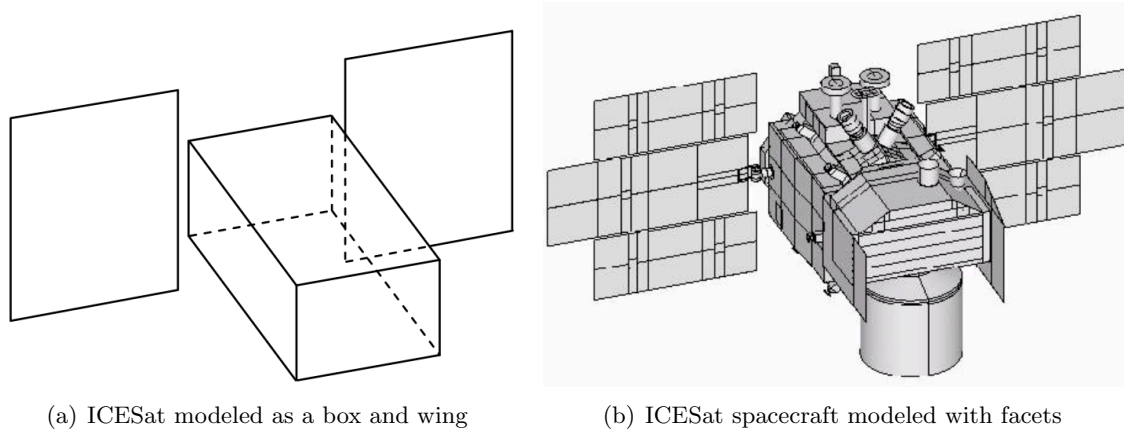 (a) ICESat modeled as a box and wing
(b) ICESat spacecraft modeled with facets